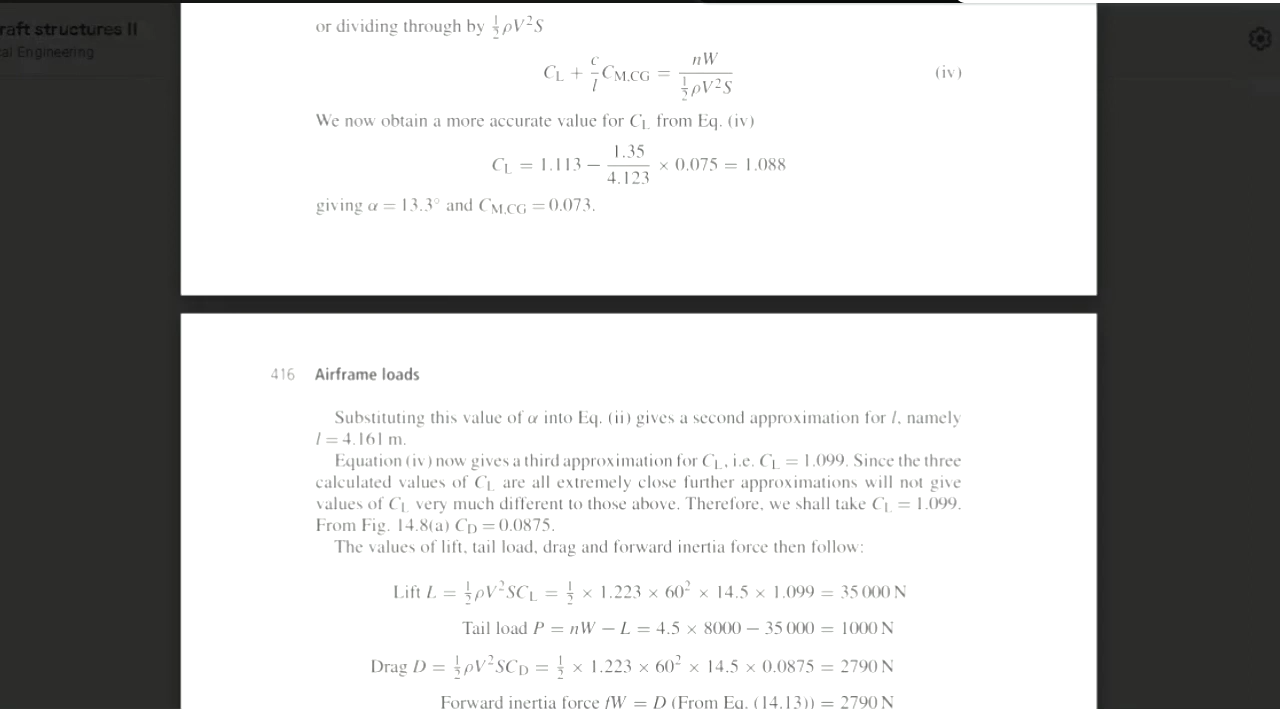 raft structures II
al Engineering
or dividing through by ½ρV²S
C_L + c/l C_M,CG = nW / ½ρV²S (iv)
We now obtain a more accurate value for C_L from Eq. (iv)
C_L = 1.113 − 1.35/4.123 × 0.075 = 1.088
giving α = 13.3° and C_M,CG = 0.073.
416 Airframe loads
Substituting this value of α into Eq. (ii) gives a second approximation for l, namely
l = 4.161 m.
Equation (iv) now gives a third approximation for C_L, i.e. C_L = 1.099. Since the three
calculated values of C_L are all extremely close further approximations will not give
values of C_L very much different to those above. Therefore, we shall take C_L = 1.099.
From Fig. 14.8(a) C_D = 0.0875.
The values of lift, tail load, drag and forward inertia force then follow:
Lift L = ½ρV²SC_L = ½ × 1.223 × 60² × 14.5 × 1.099 = 35 000 N
Tail load P = nW − L = 4.5 × 8000 − 35 000 = 1000 N
Drag D = ½ρV²SC_D = ½ × 1.223 × 60² × 14.5 × 0.0875 = 2790 N
Forward inertia force fW = D (From Eq. (14.13)) = 2790 N